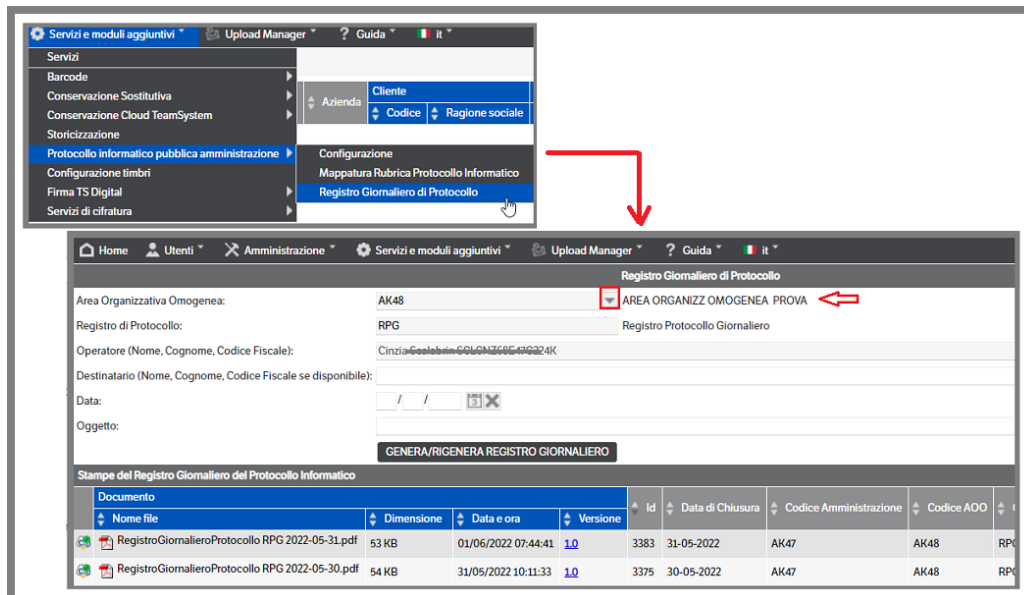 Servizi e moduli aggiuntivi Upload Manager ? Guida it
Servizi
Barcode
Conservazione Sostitutiva
Conservazione Cloud TeamSystem
Storicizzazione
Protocollo informatico pubblica amministrazione
Configurazione timbri
Firma TS Digital
Servizi di cifratura
Azienda
Cliente
Codice Ragione sociale
Configurazione
Mappatura Rubrica Protocollo Informatico
Registro Giornaliero di Protocollo
Home Utenti Amministrazione Servizi e moduli aggiuntivi Upload Manager ? Guida it
Registro Giornaliero di Protocollo
Area Organizzativa Omogenea: AK48 AREA ORGANIZZ OMOGENEA PROVA
Registro di Protocollo: RPG Registro Protocollo Giornaliero
Operatore (Nome, Cognome, Codice Fiscale): Cinzia
Destinatario (Nome, Cognome, Codice Fiscale se disponibile):
Data: / / 3
Oggetto:
GENERA/RIGENERA REGISTRO GIORNALIERO
Stampe del Registro Giornaliero del Protocollo Informatico
Documento
Nome file Dimensione Data e ora Versione Id Data di Chiusura Codice Amministrazione Codice AOO
RegistroGiornalieroProtocollo RPG 2022-05-31.pdf 53 KB 01/06/2022 07:44:41 1.0 3383 31-05-2022 AK47 AK48 RPG
RegistroGiornalieroProtocollo RPG 2022-05-30.pdf 54 KB 31/05/2022 10:11:33 1.0 3375 30-05-2022 AK47 AK48 RPG